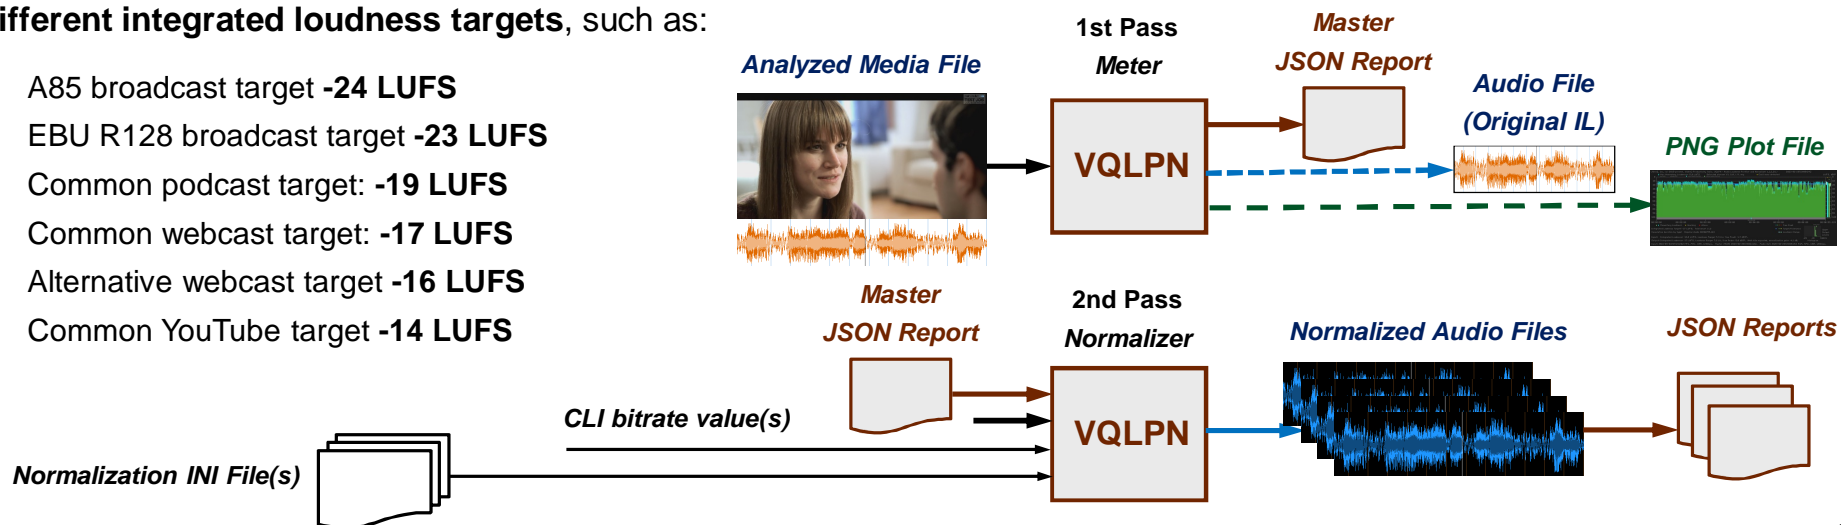 ifferent integrated loudness targets, such as:
A85 broadcast target -24 LUFS
EBU R128 broadcast target -23 LUFS
Common podcast target: -19 LUFS
Common webcast target: -17 LUFS
Alternative webcast target -16 LUFS
Common YouTube target -14 LUFS
Analyzed Media File
1st Pass
Meter
VQLPN
Master
JSON Report
Audio File
(Original IL)
PNG Plot File
Master
JSON Report
2nd Pass
Normalizer
VQLPN
CLI bitrate value(s)
Normalization INI File(s)
Normalized Audio Files
JSON Reports